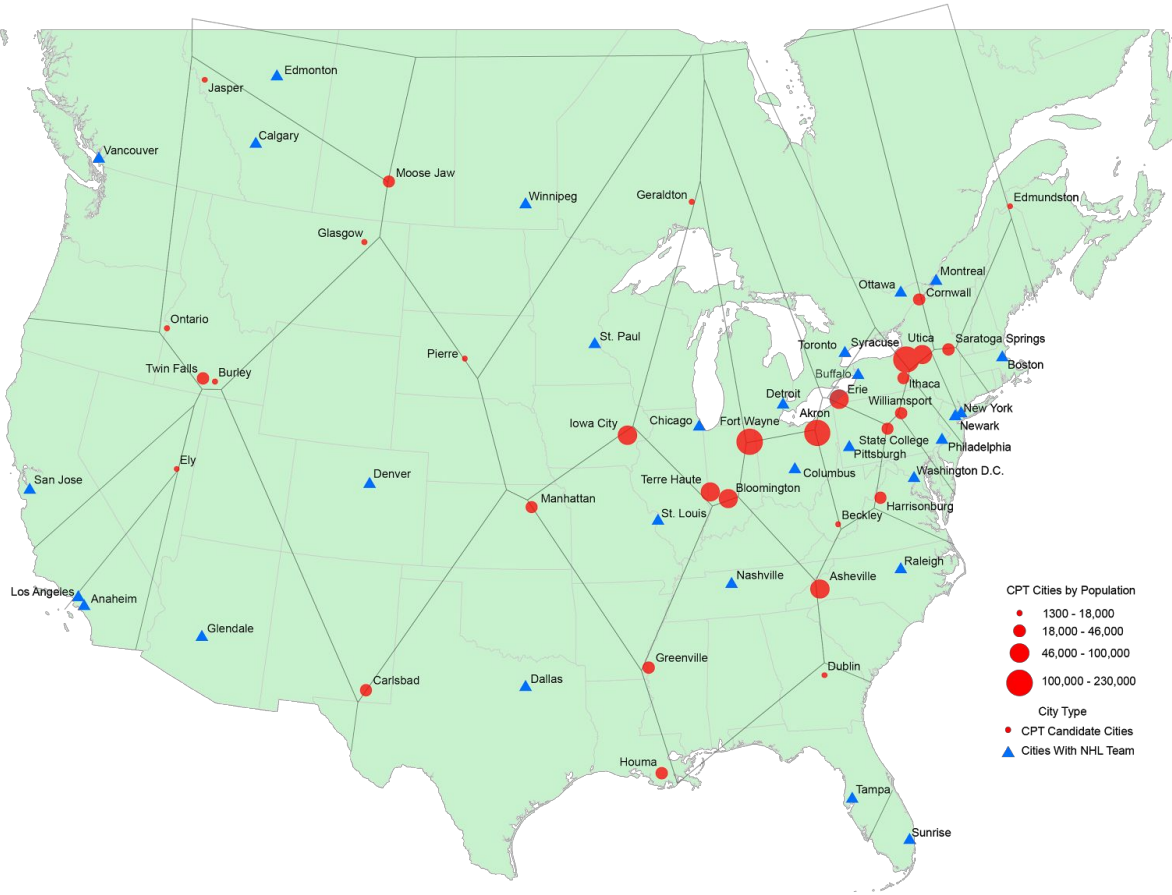 Edmonton
Jasper
Calgary
Vancouver
Moose Jaw
Winnipeg
Geraldton
Edmundston
Glasgow
Montreal
Ottawa
Cornwall
Ontario
St. Paul
Toronto
Syracuse
Utica
Saratoga Springs
Pierre
Boston
Twin Falls
Burley
Buffalo
Ithaca
Detroit
Erie
Williamsport
New York
Iowa City
Chicago
Fort Wayne
Akron
Newark
State College
Philadelphia
Pittsburgh
Ely
San Jose
Denver
Columbus
Washington D.C.
Terre Haute
Bloomington
Manhattan
Harrisonburg
St. Louis
Beckley
Raleigh
Nashville
Asheville
Los Angeles
Anaheim
Glendale
Greenville
Dublin
Carlsbad
Dallas
Houma
Tampa
Sunrise
CPT Cities by Population
1300 - 18,000
18,000 - 46,000
46,000 - 100,000
100,000 - 230,000
City Type
CPT Candidate Cities
Cities With NHL Team